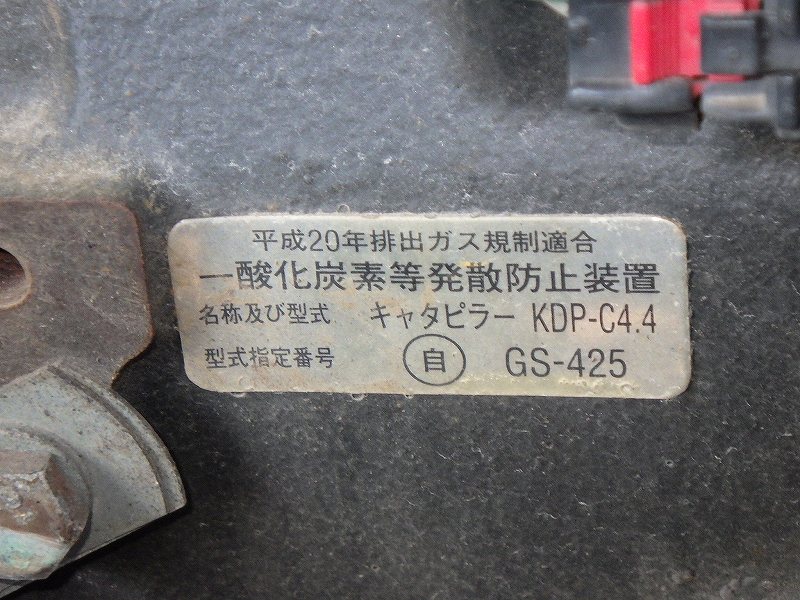 平成20年排出ガス規制適合
一酸化炭素等発散防止装置
名称及び型式 キャタピラー KDP-C4.4
型式指定番号 自 GS-425